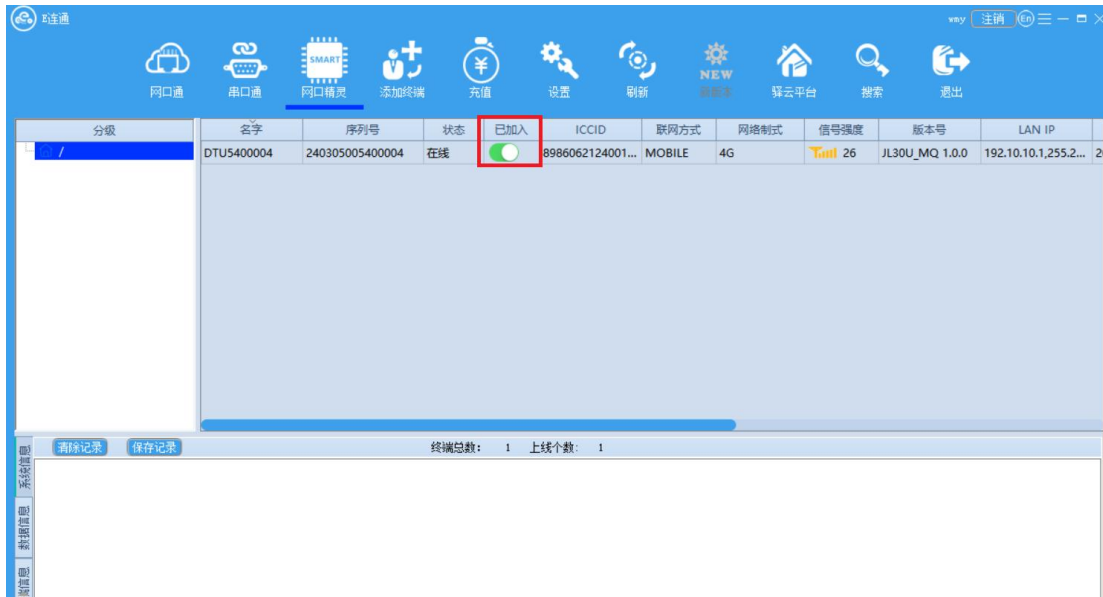 E连通
wmy 注销 En
SMART
NEW
网口通 串口通 网口精灵 添加终端 充值 设置 刷新 新版本 驿云平台 搜索 退出
分级 名字 序列号 状态 已加入 ICCID 联网方式 网络制式 信号强度 版本号 LAN IP
/ DTU5400004 240305005400004 在线 8986062124001... MOBILE 4G 26 JL30U_MQ 1.0.0 192.10.10.1,255.2...
清除记录 保存记录 终端总数: 1 上线个数: 1
系统信息
数据信息